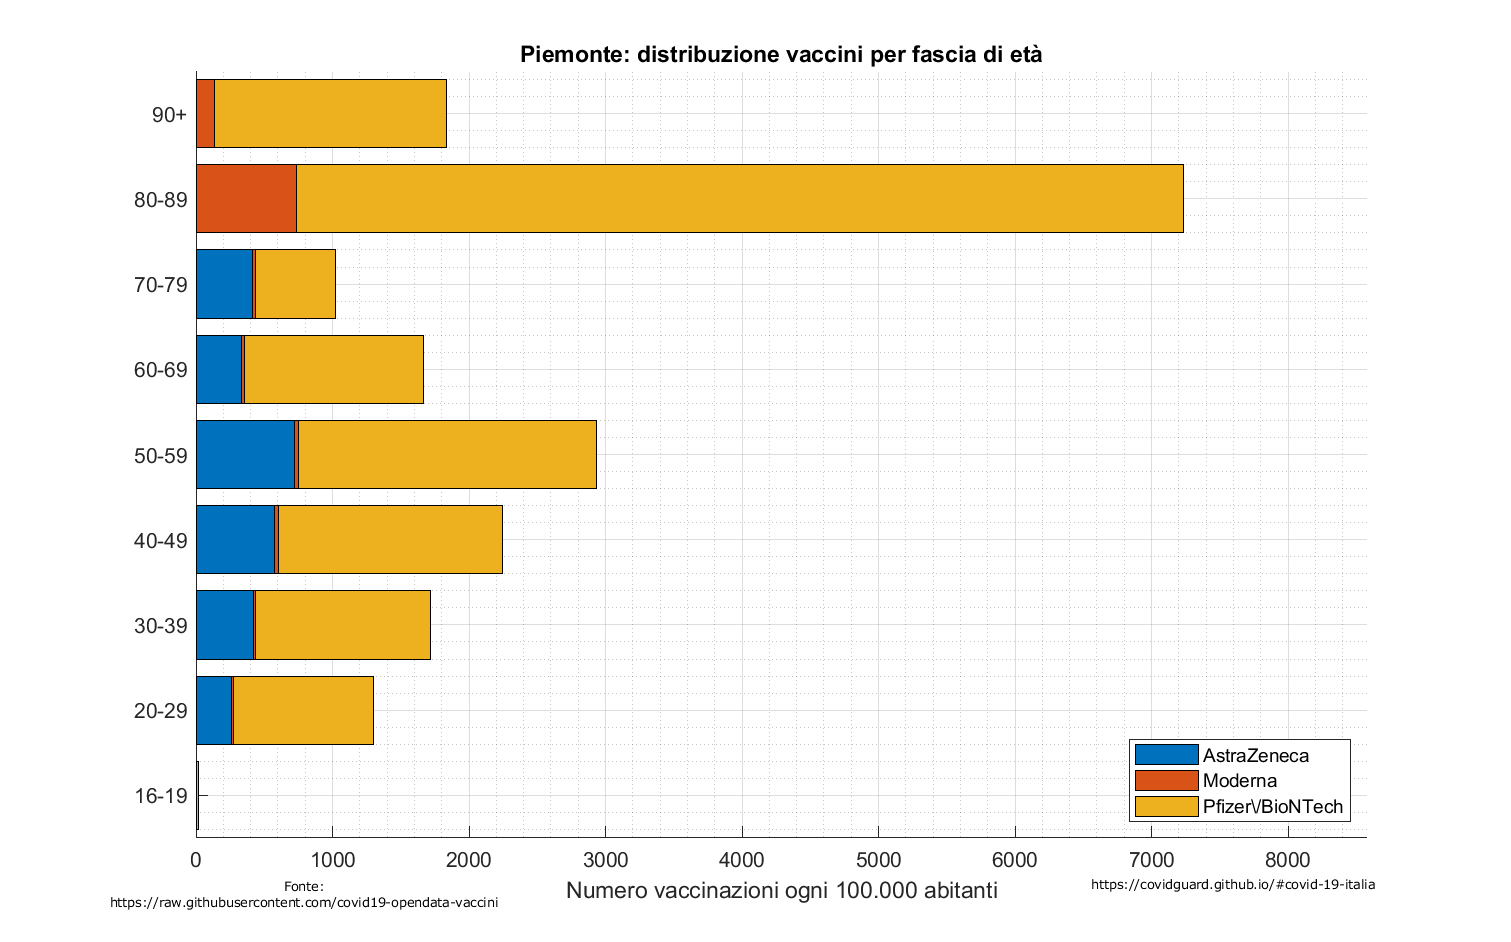 Piemonte: distribuzione vaccini per fascia di età
90+
80-89
70-79
60-69
50-59
40-49
30-39
20-29
16-19
AstraZeneca
Moderna
Pfizer\/BioNTech
0 1000 2000 3000 4000 5000 6000 7000 8000
Numero vaccinazioni ogni 100.000 abitanti
Fonte:
https://raw.githubusercontent.com/covid19-opendata-vaccini
https://covidguard.github.io/#covid-19-italia